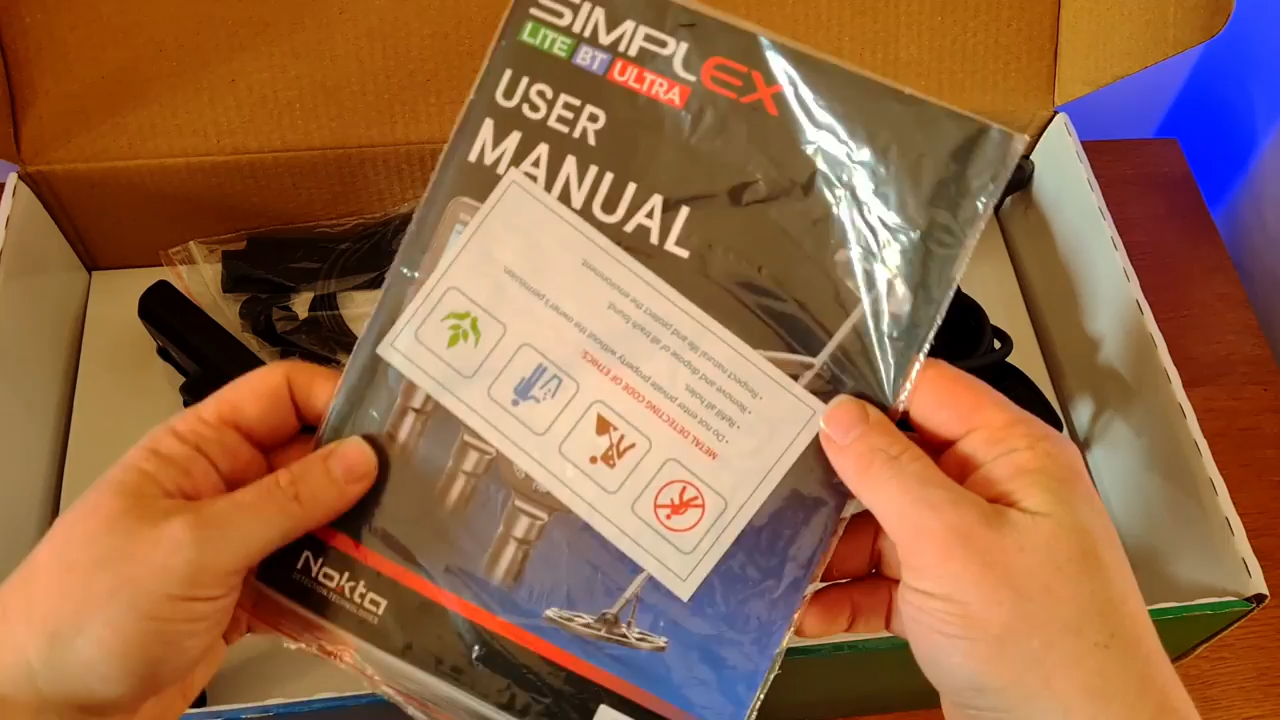 SIMPLEX
LITE BT ULTRA
USER
MANUAL
METAL DETECTING CODE OF ETHICS:
• Do not enter private property without the owner's permission.
• Refill all holes.
• Remove and dispose of all trash found.
• Respect natural life and protect the environment.
Nokta
DETECTION TECHNOLOGIES